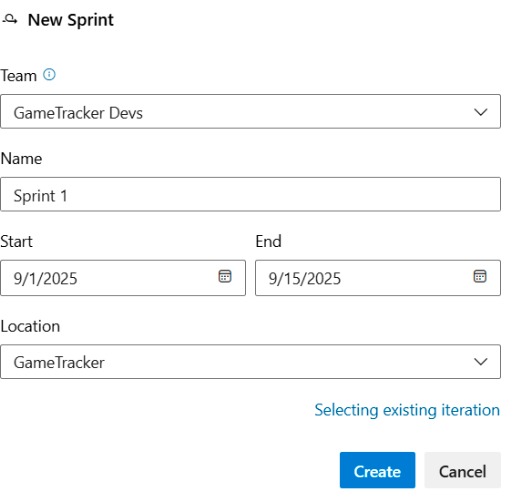 New Sprint
Team
GameTracker Devs
Name
Sprint 1
Start End
9/1/2025 9/15/2025
Location
GameTracker
Selecting existing iteration
Create Cancel